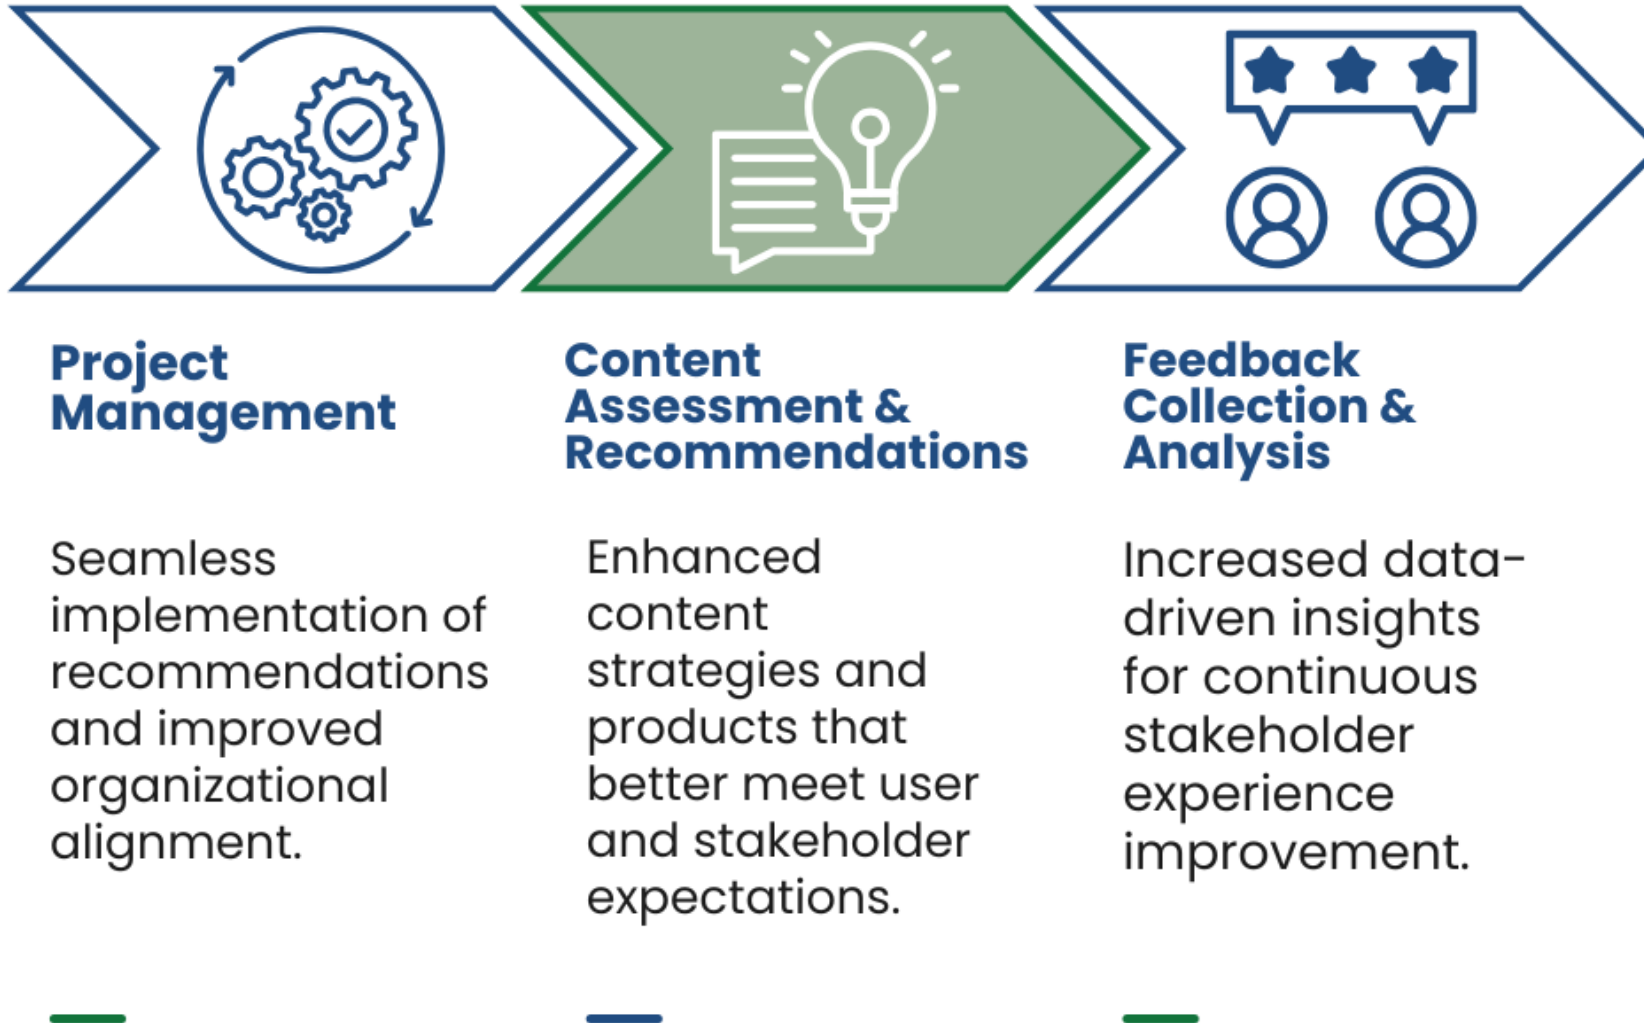 Project
Management
Seamless
implementation of
recommendations
and improved
organizational
alignment.
Content
Assessment &
Recommendations
Enhanced
content
strategies and
products that
better meet user
and stakeholder
expectations.
Feedback
Collection &
Analysis
Increased data-
driven insights
for continuous
stakeholder
experience
improvement.